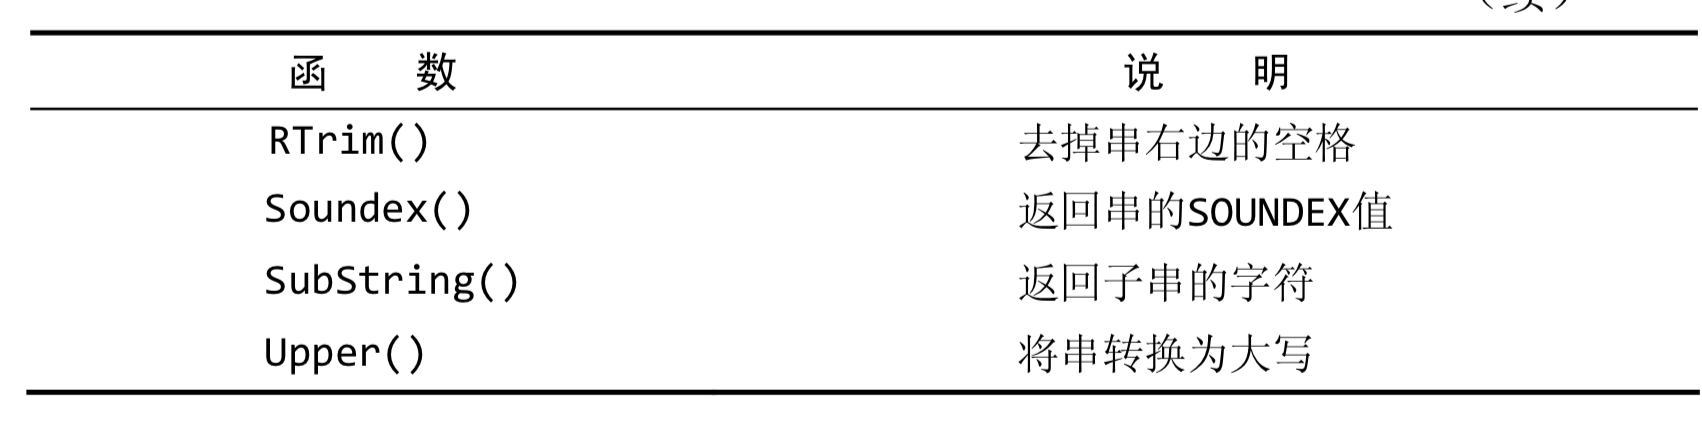 （续）
函 数 说 明
RTrim() 去掉串右边的空格
Soundex() 返回串的SOUNDEX值
SubString() 返回子串的字符
Upper() 将串转换为大写